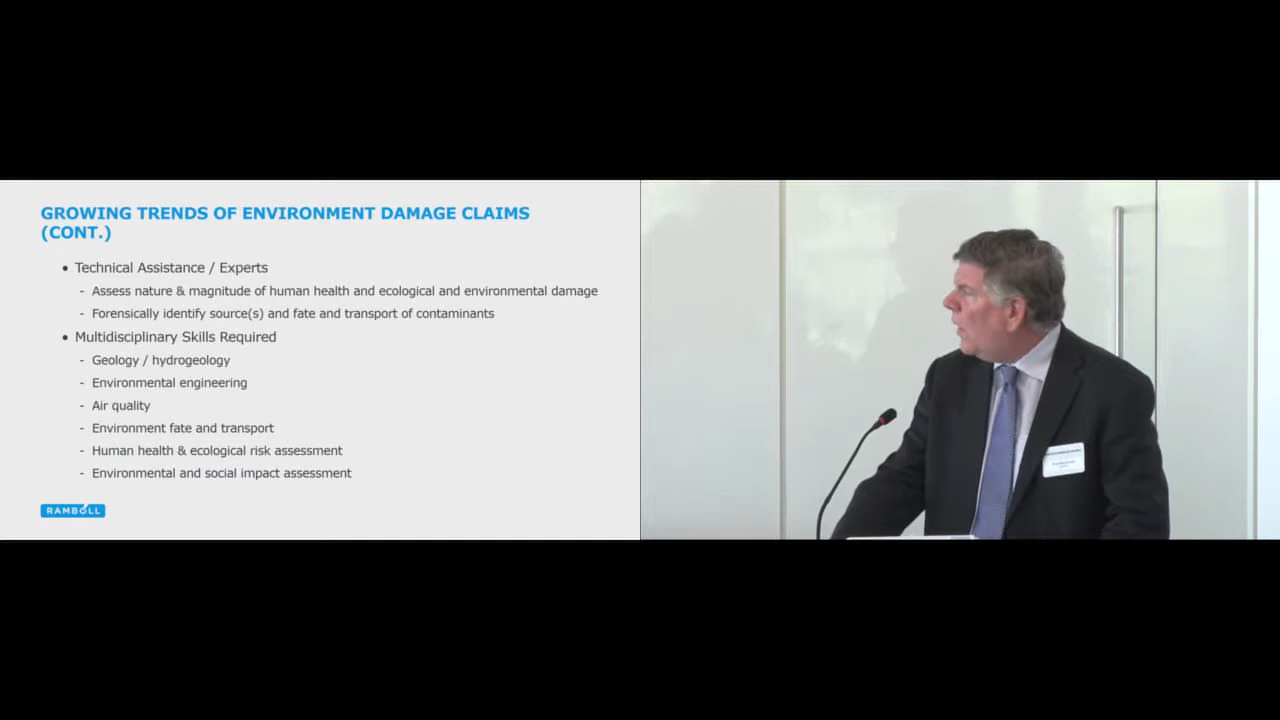 GROWING TRENDS OF ENVIRONMENT DAMAGE CLAIMS
(CONT.)
• Technical Assistance / Experts
- Assess nature & magnitude of human health and ecological and environmental damage
- Forensically identify source(s) and fate and transport of contaminants
• Multidisciplinary Skills Required
- Geology / hydrogeology
- Environmental engineering
- Air quality
- Environment fate and transport
- Human health & ecological risk assessment
- Environmental and social impact assessment
RAMBOLL